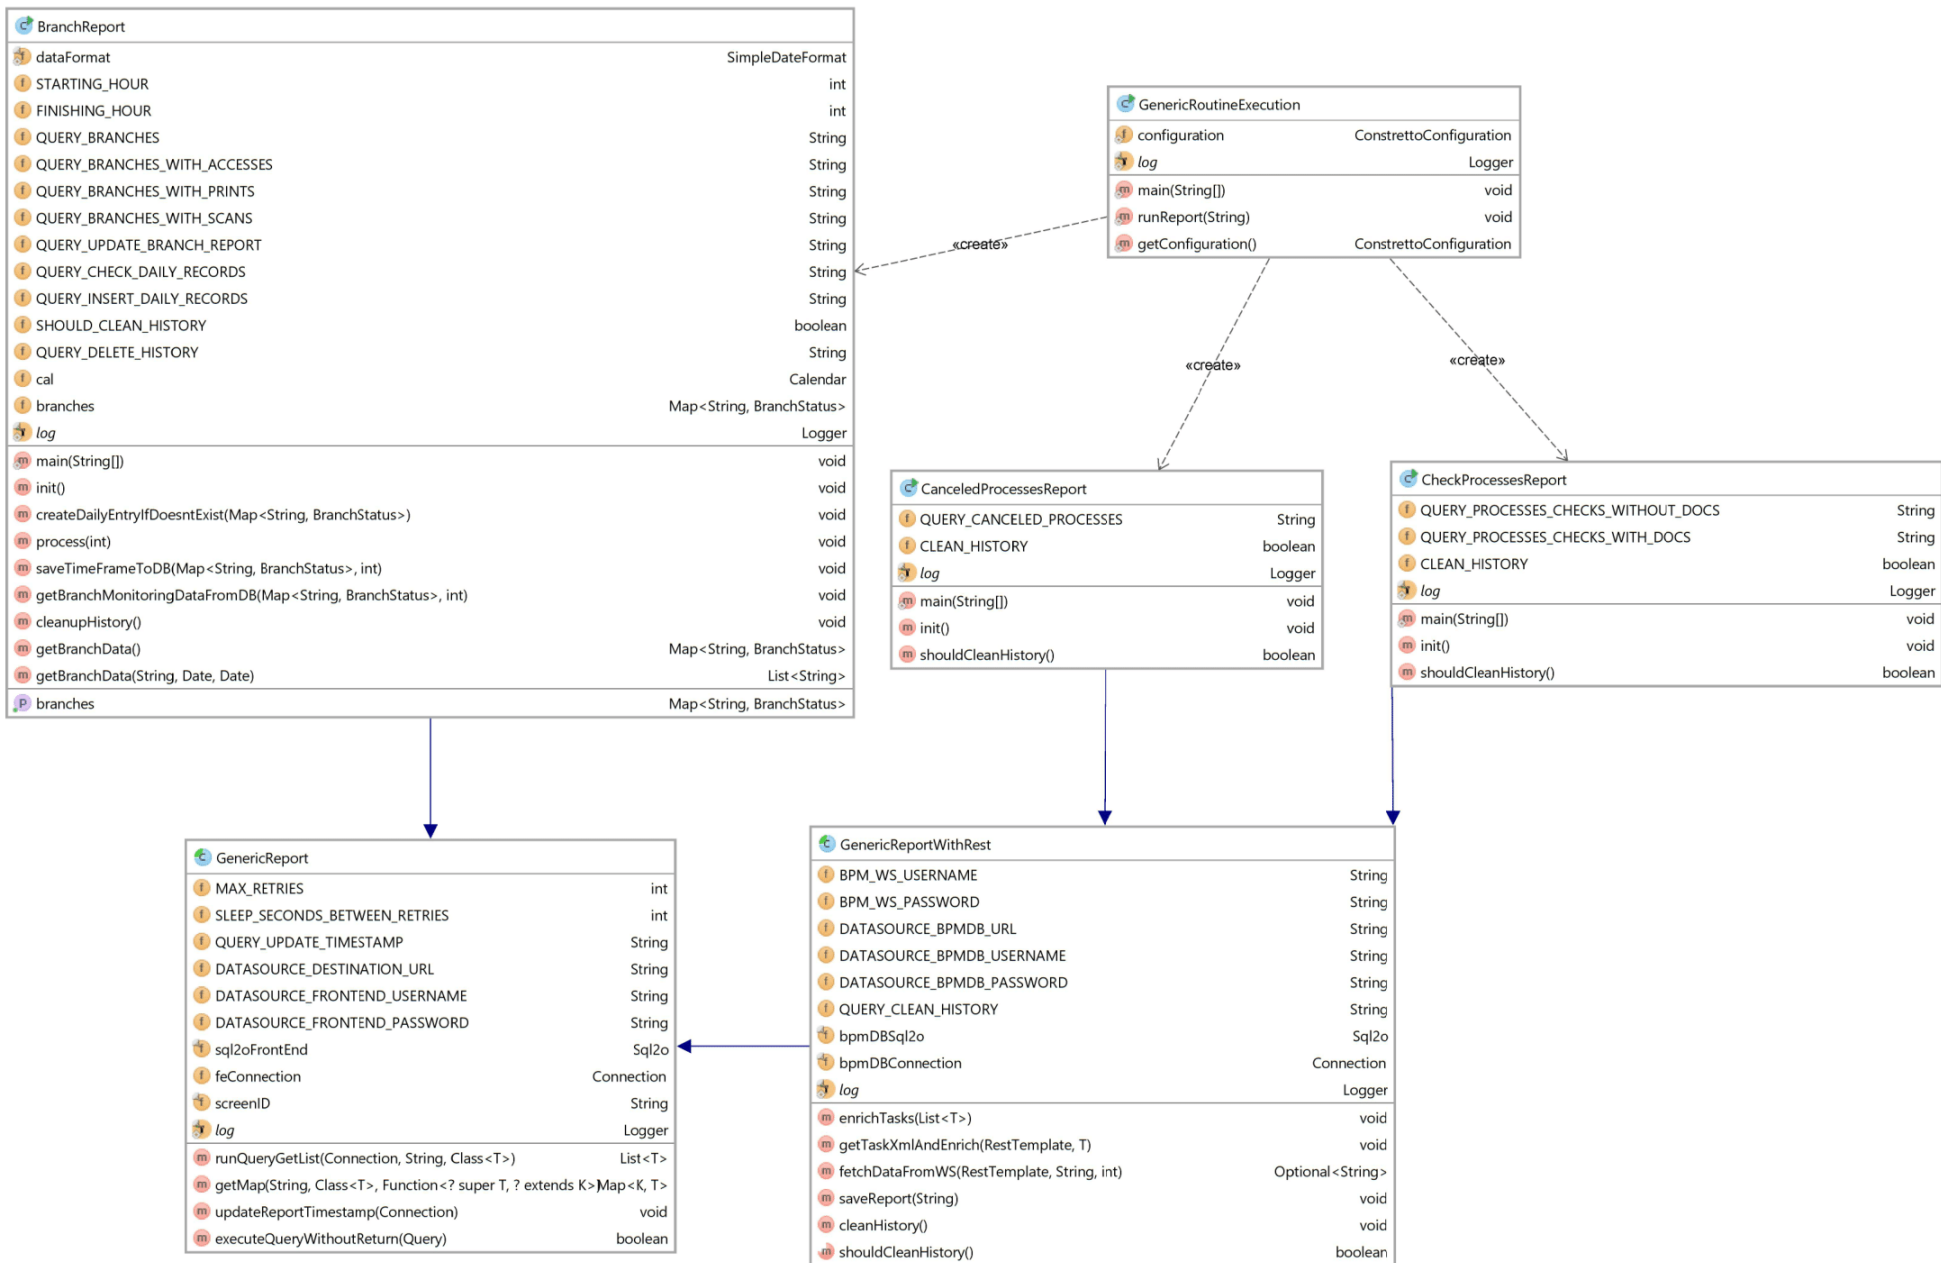 BranchReport
dataFormat SimpleDateFormat
STARTING_HOUR int
FINISHING_HOUR int
QUERY_BRANCHES String
QUERY_BRANCHES_WITH_ACCESSES String
QUERY_BRANCHES_WITH_PRINTS String
QUERY_BRANCHES_WITH_SCANS String
QUERY_UPDATE_BRANCH_REPORT String
QUERY_CHECK_DAILY_RECORDS String
QUERY_INSERT_DAILY_RECORDS String
SHOULD_CLEAN_HISTORY boolean
QUERY_DELETE_HISTORY String
cal Calendar
branches Map<String, BranchStatus>
log Logger
main(String[]) void
init() void
createDailyEntryIfDoesntExist(Map<String, BranchStatus>) void
process(int) void
saveTimeFrameToDB(Map<String, BranchStatus>, int) void
getBranchMonitoringDataFromDB(Map<String, BranchStatus>, int) void
cleanupHistory() void
getBranchData() Map<String, BranchStatus>
getBranchData(String, Date, Date) List<String>
branches Map<String, BranchStatus>
GenericRoutineExecution
configuration ConstrettoConfiguration
log Logger
main(String[]) void
runReport(String) void
getConfiguration() ConstrettoConfiguration
«create»
«create»
«create»
CanceledProcessesReport
QUERY_CANCELED_PROCESSES String
CLEAN_HISTORY boolean
log Logger
main(String[]) void
init() void
shouldCleanHistory() boolean
CheckProcessesReport
QUERY_PROCESSES_CHECKS_WITHOUT_DOCS String
QUERY_PROCESSES_CHECKS_WITH_DOCS String
CLEAN_HISTORY boolean
log Logger
main(String[]) void
init() void
shouldCleanHistory() boolean
GenericReport
MAX_RETRIES int
SLEEP_SECONDS_BETWEEN_RETRIES int
QUERY_UPDATE_TIMESTAMP String
DATASOURCE_DESTINATION_URL String
DATASOURCE_FRONTEND_USERNAME String
DATASOURCE_FRONTEND_PASSWORD String
sql2oFrontEnd Sql2o
feConnection Connection
screenID String
log Logger
runQueryGetList(Connection, String, Class<T>) List<T>
getMap(String, Class<T>, Function<? super T, ? extends K>) Map<K, T>
updateReportTimestamp(Connection) void
executeQueryWithoutReturn(Query) boolean
GenericReportWithRest
BPM_WS_USERNAME String
BPM_WS_PASSWORD String
DATASOURCE_BPMDB_URL String
DATASOURCE_BPMDB_USERNAME String
DATASOURCE_BPMDB_PASSWORD String
QUERY_CLEAN_HISTORY String
bpmDBSql2o Sql2o
bpmDBConnection Connection
log Logger
enrichTasks(List<T>) void
getTaskXmlAndEnrich(RestTemplate, T) void
fetchDataFromWS(RestTemplate, String, int) Optional<String>
saveReport(String) void
cleanHistory() void
shouldCleanHistory() boolean